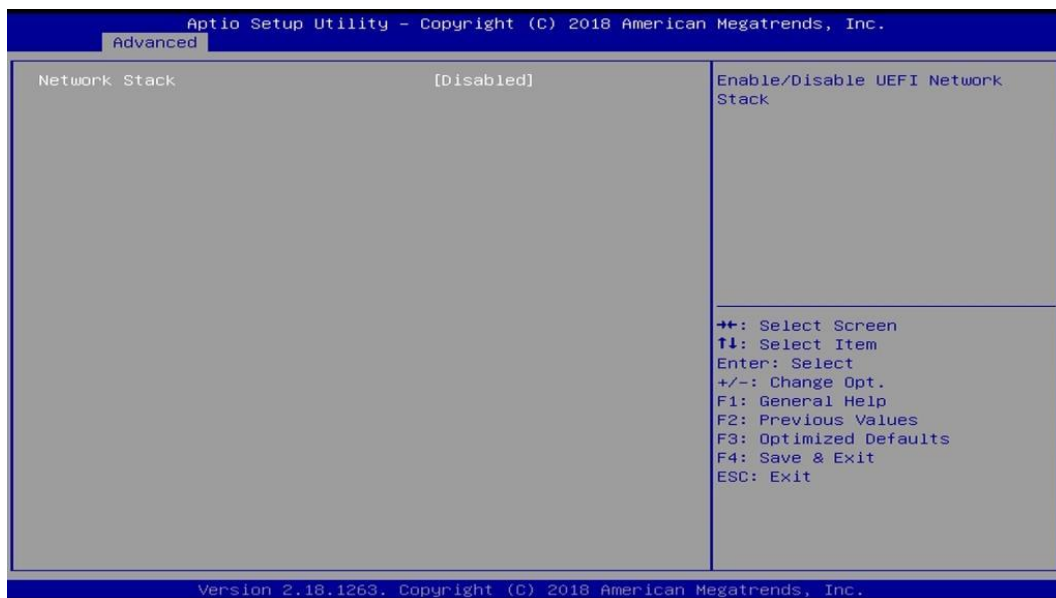 Aptio Setup Utility – Copyright (C) 2018 American Megatrends, Inc.
Advanced
Network Stack [Disabled]
Enable/Disable UEFI Network
Stack
→←: Select Screen
↑↓: Select Item
Enter: Select
+/-: Change Opt.
F1: General Help
F2: Previous Values
F3: Optimized Defaults
F4: Save & Exit
ESC: Exit
Version 2.18.1263. Copyright (C) 2018 American Megatrends, Inc.